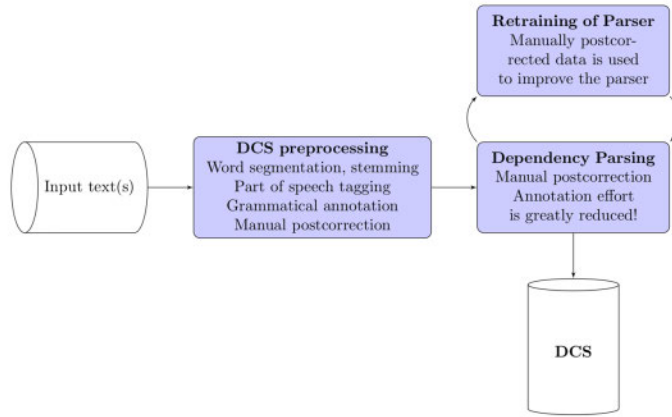 Retraining of Parser
Manually postcor-
rected data is used
to improve the parser
Input text(s)
DCS preprocessing
Word segmentation, stemming
Part of speech tagging
Grammatical annotation
Manual postcorrection
Dependency Parsing
Manual postcorrection
Annotation effort
is greatly reduced!
DCS